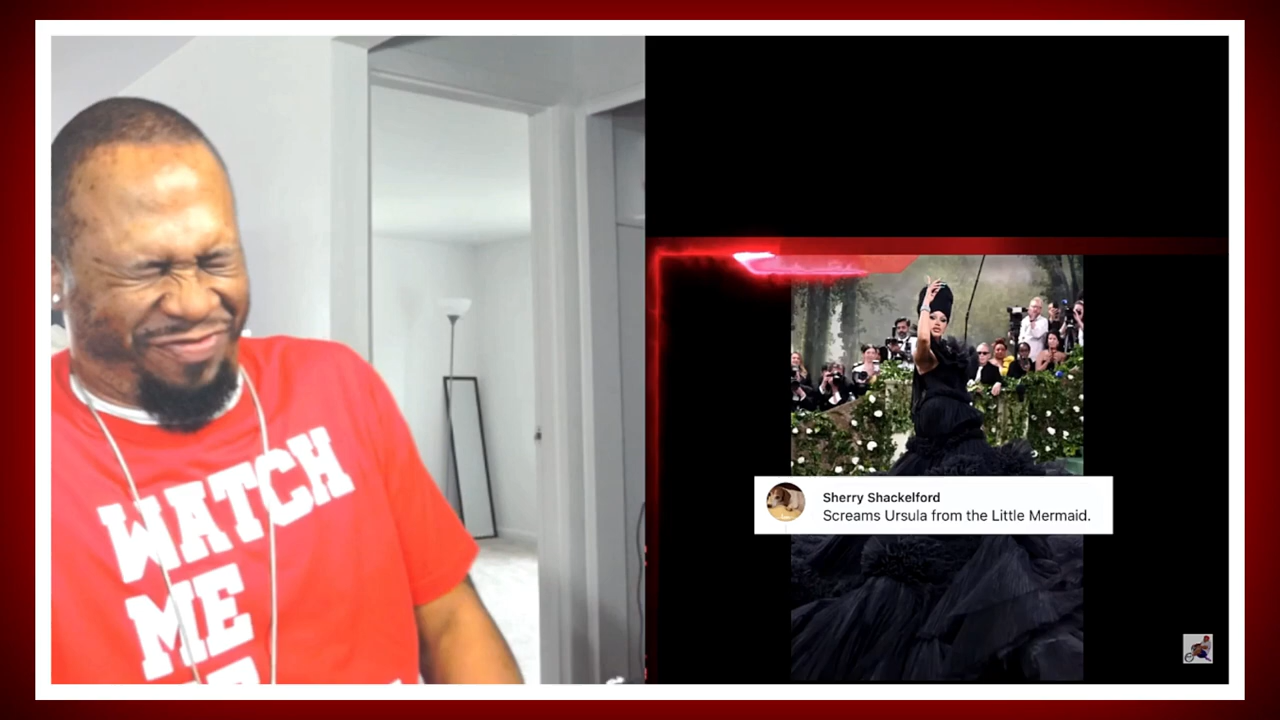 WATCH
ME
Sherry Shackelford
Screams Ursula from the Little Mermaid.